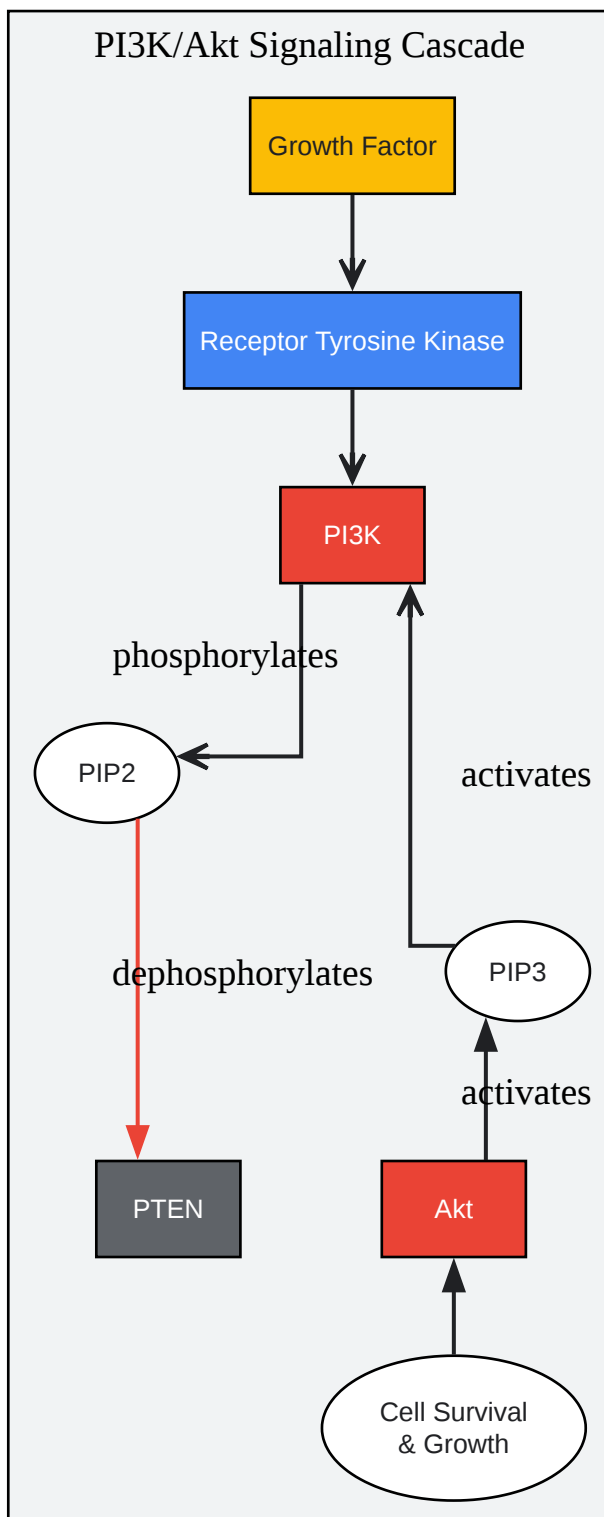 PI3K/Akt Signaling Cascade
Growth Factor
Receptor Tyrosine Kinase
PI3K
phosphorylates
PIP2
activates
dephosphorylates
PIP3
activates
PTEN
Akt
Cell Survival
& Growth